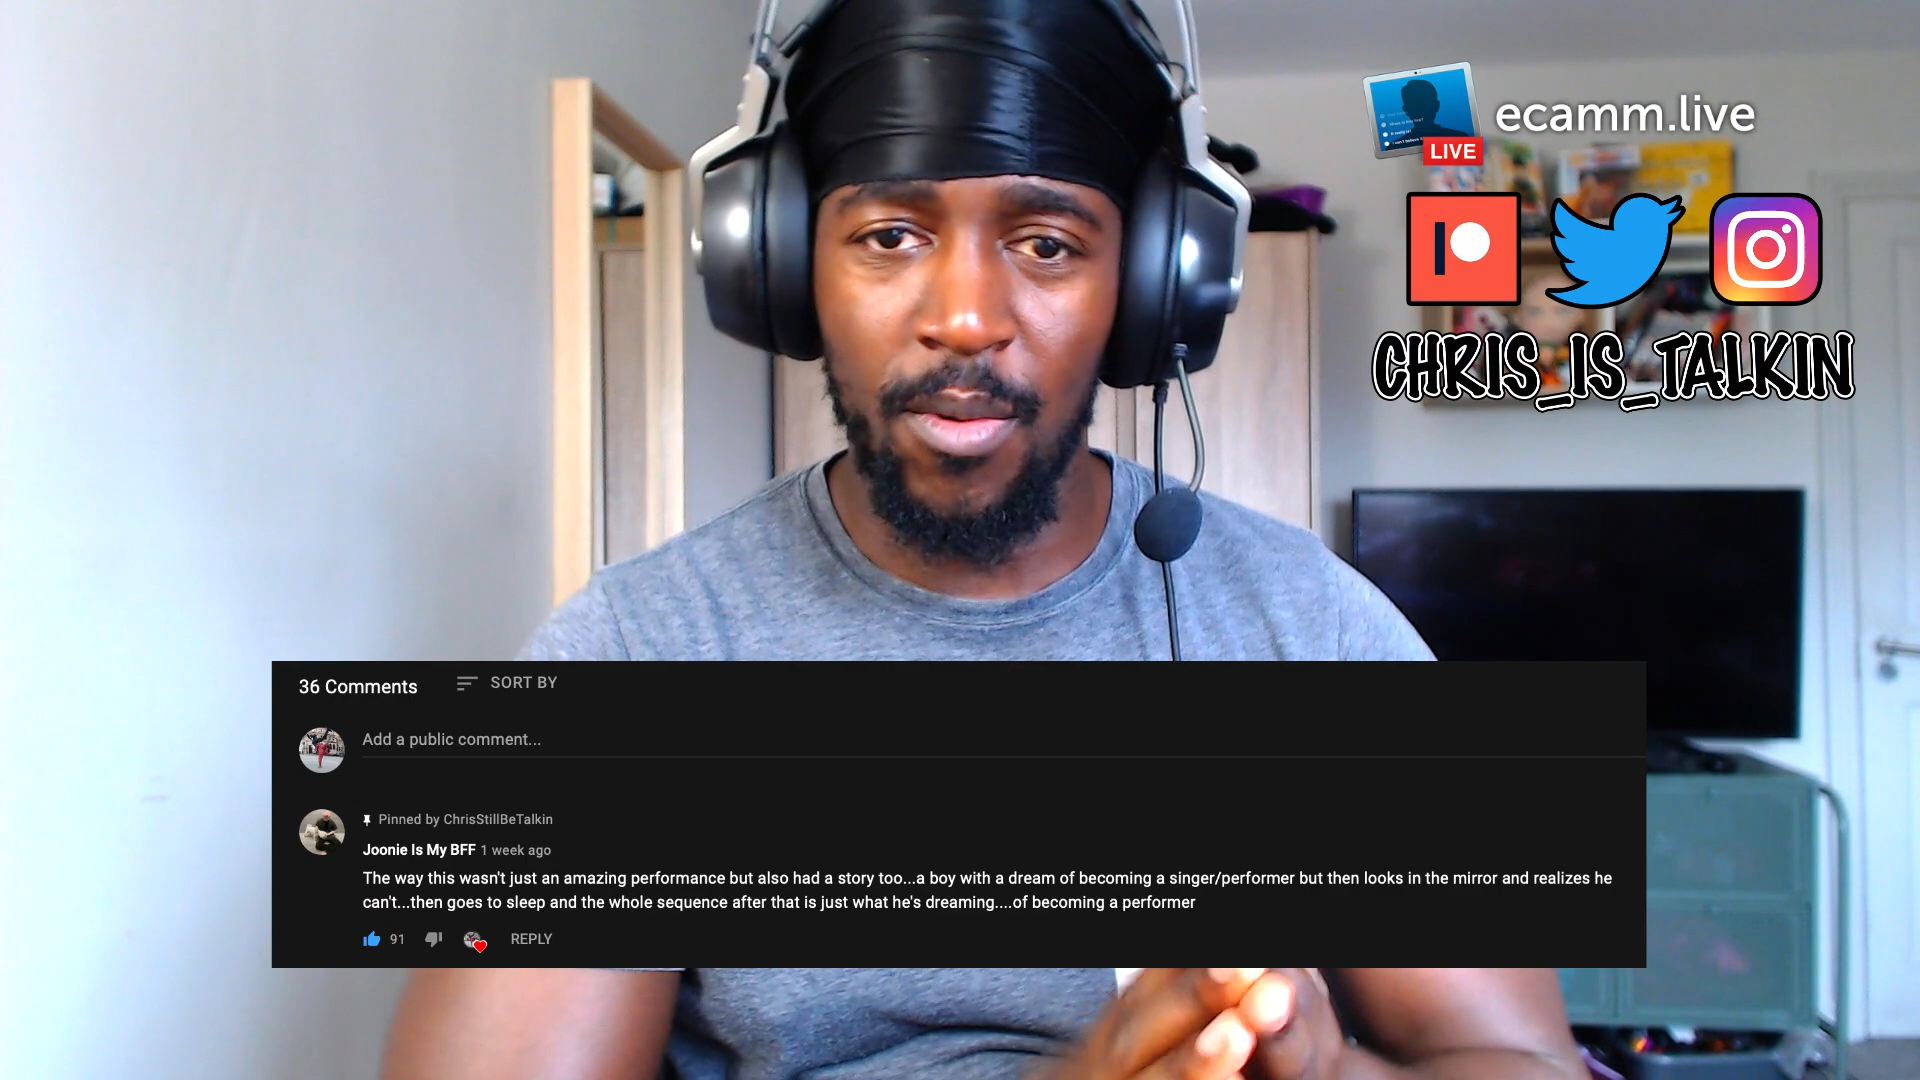 ecamm.live
LIVE
CHRIS_IS_TALKIN
36 Comments
SORT BY
Add a public comment...
Pinned by ChrisStillBeTalkin
Joonie Is My BFF 1 week ago
The way this wasn't just an amazing performance but also had a story too...a boy with a dream of becoming a singer/performer but then looks in the mirror and realizes he
can't...then goes to sleep and the whole sequence after that is just what he's dreaming....of becoming a performer
91
REPLY